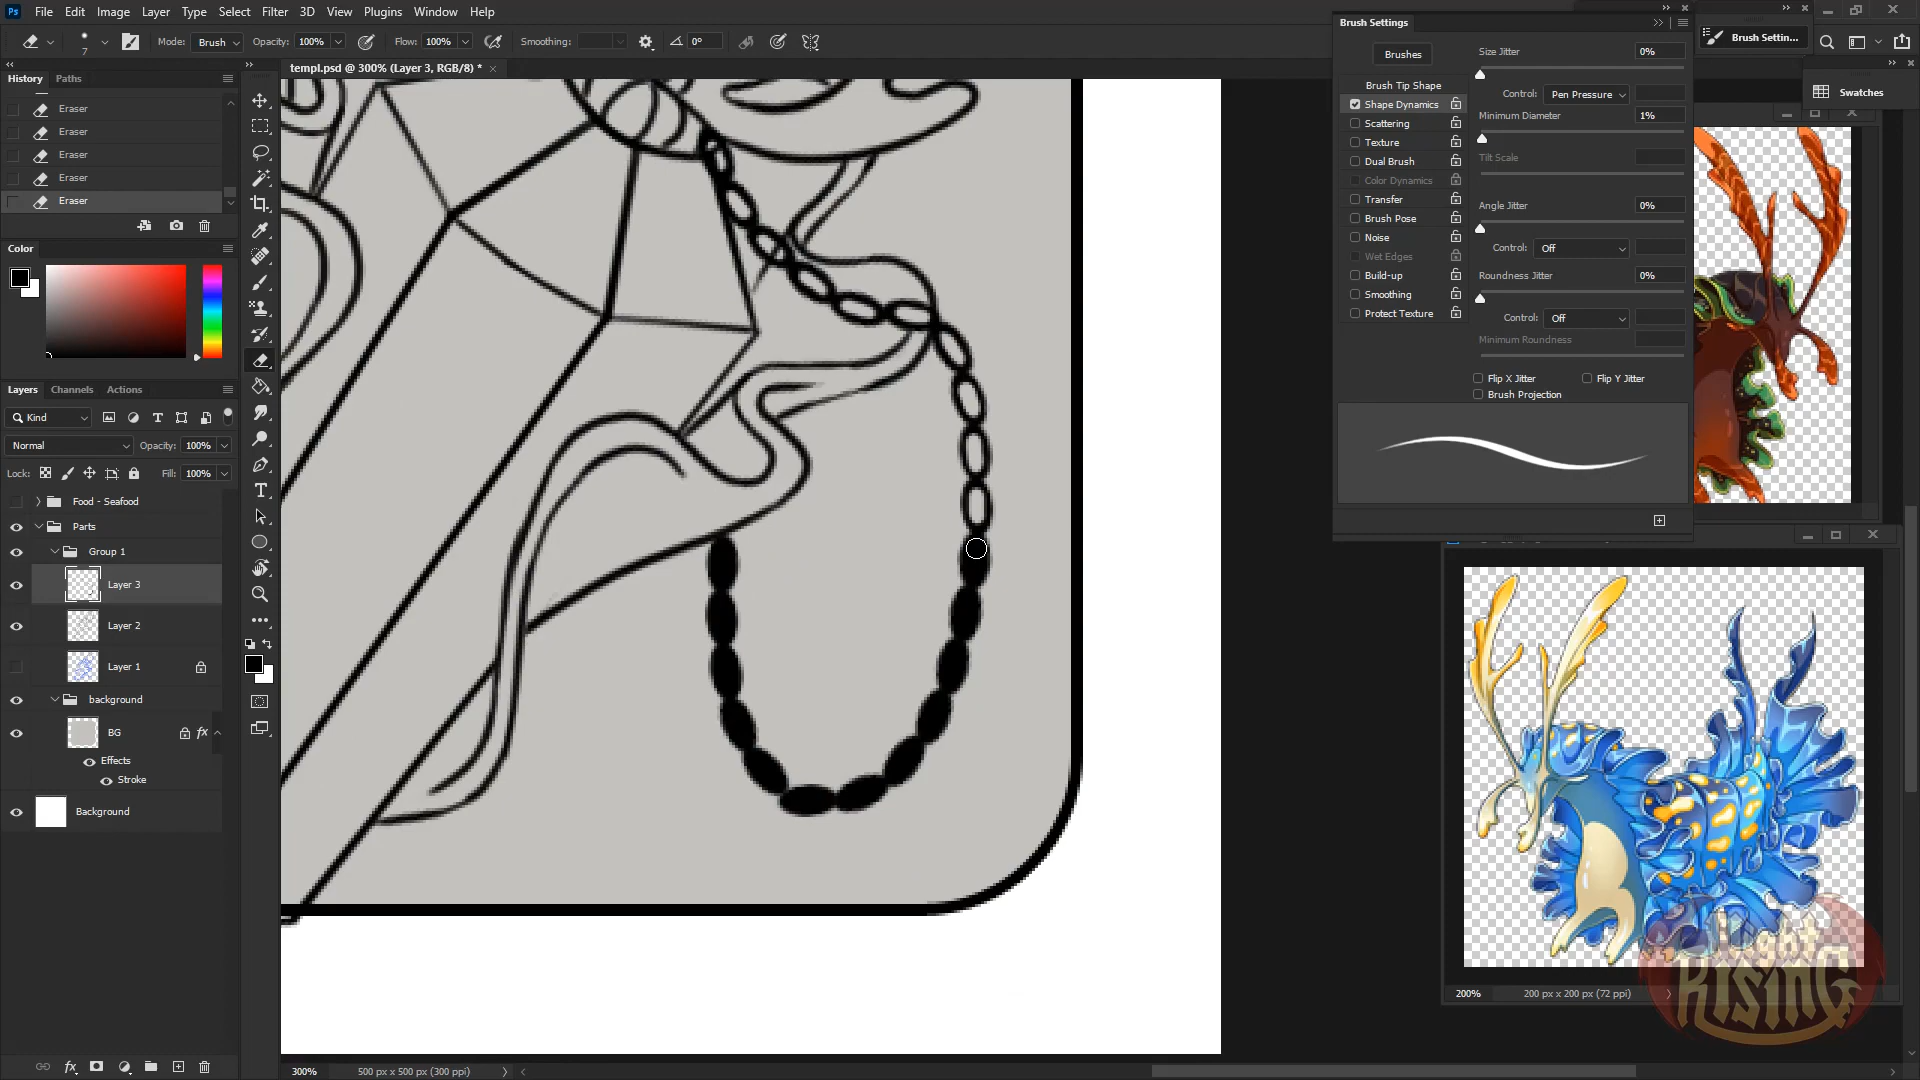 Ps File Edit Image Layer Type Select Filter 3D View Plugins Window Help
7 Mode: Brush Opacity: 100% Flow: 100% Smoothing: 0°
Brush Settings
Brush Settin...
Swatches
History Paths
templ.psd @ 300% (Layer 3, RGB/8) *
Eraser
Eraser
Eraser
Eraser
Eraser
Color
Layers Channels Actions
Kind
Normal Opacity: 100%
Lock: Fill: 100%
Food - Seafood
Parts
Group 1
Layer 3
Layer 2
Layer 1
background
BG fx
Effects
Stroke
Background
fx
Brushes
Brush Tip Shape
Shape Dynamics
Scattering
Texture
Dual Brush
Color Dynamics
Transfer
Brush Pose
Noise
Wet Edges
Build-up
Smoothing
Protect Texture
Size Jitter 0%
Control: Pen Pressure
Minimum Diameter 1%
Tilt Scale
Angle Jitter 0%
Control: Off
Roundness Jitter 0%
Control: Off
Minimum Roundness
Flip X Jitter Flip Y Jitter
Brush Projection
200% 200 px x 200 px (72 ppi)
flight
RISING
300% 500 px x 500 px (300 ppi)